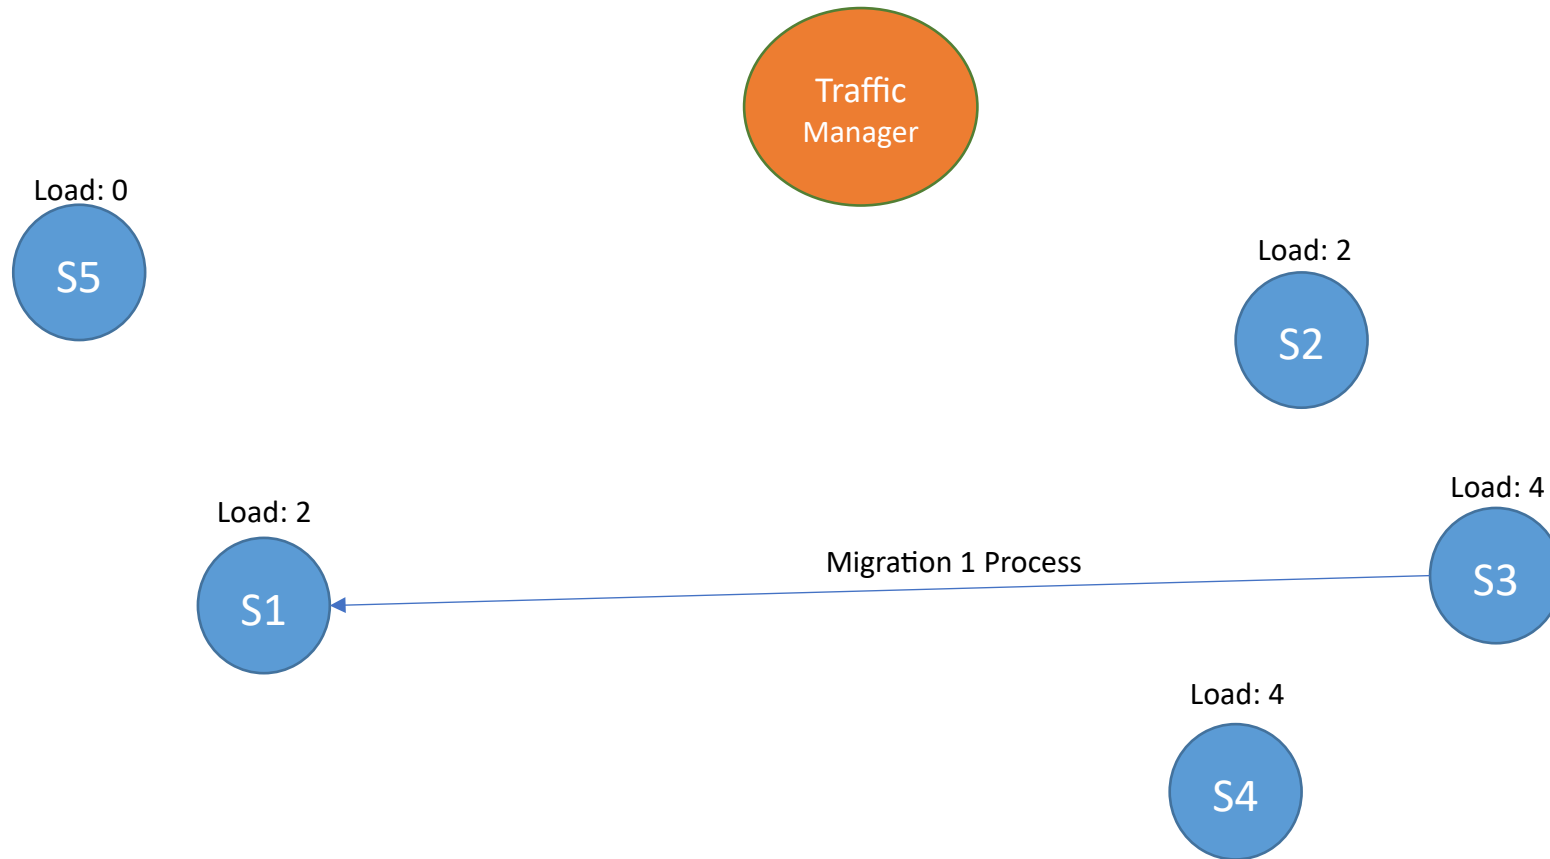 Traffic
Manager
Load: 0
S5
Load: 2
S2
Load: 4
S3
Load: 2
S1
Migration 1 Process
Load: 4
S4